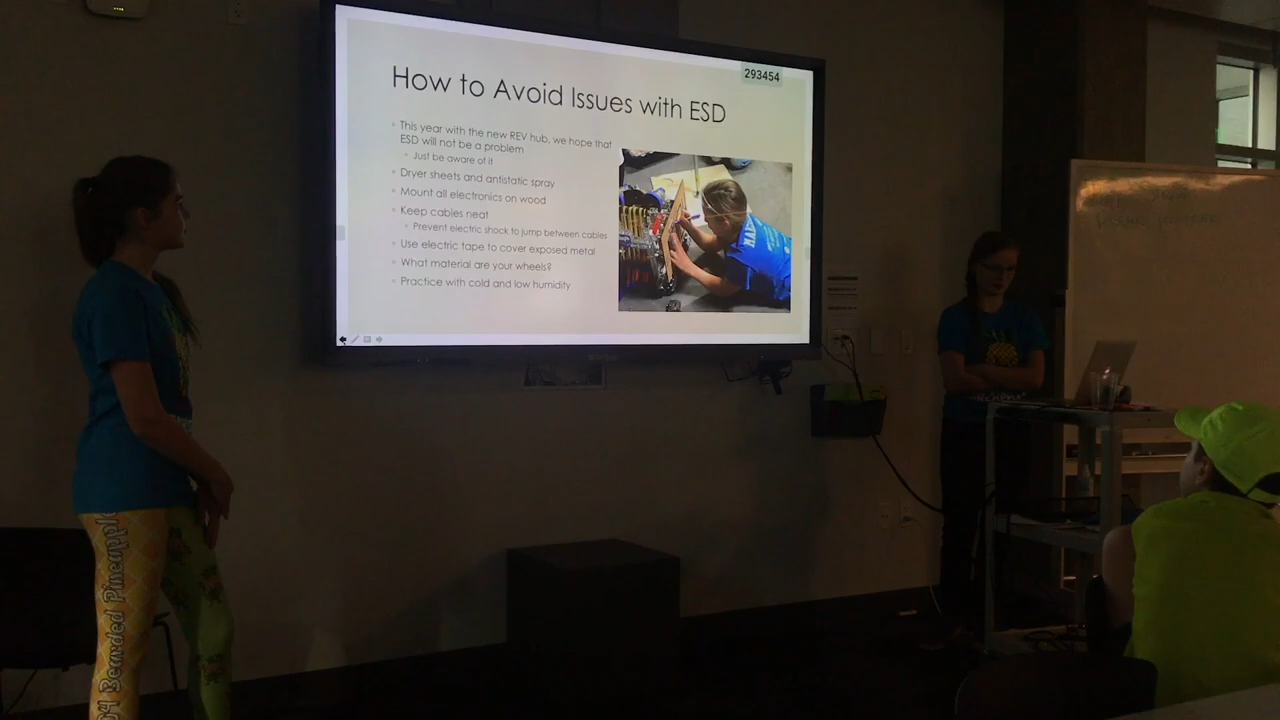 293454
How to Avoid Issues with ESD
This year with the new REV hub, we hope that
ESD will not be a problem
Just be aware of it
Dryer sheets and antistatic spray
Mount all electronics on wood
Keep cables neat
Prevent electric shock to jump between cables
Use electric tape to cover exposed metal
What material are your wheels?
Practice with cold and low humidity
04 Bearded Pineapple